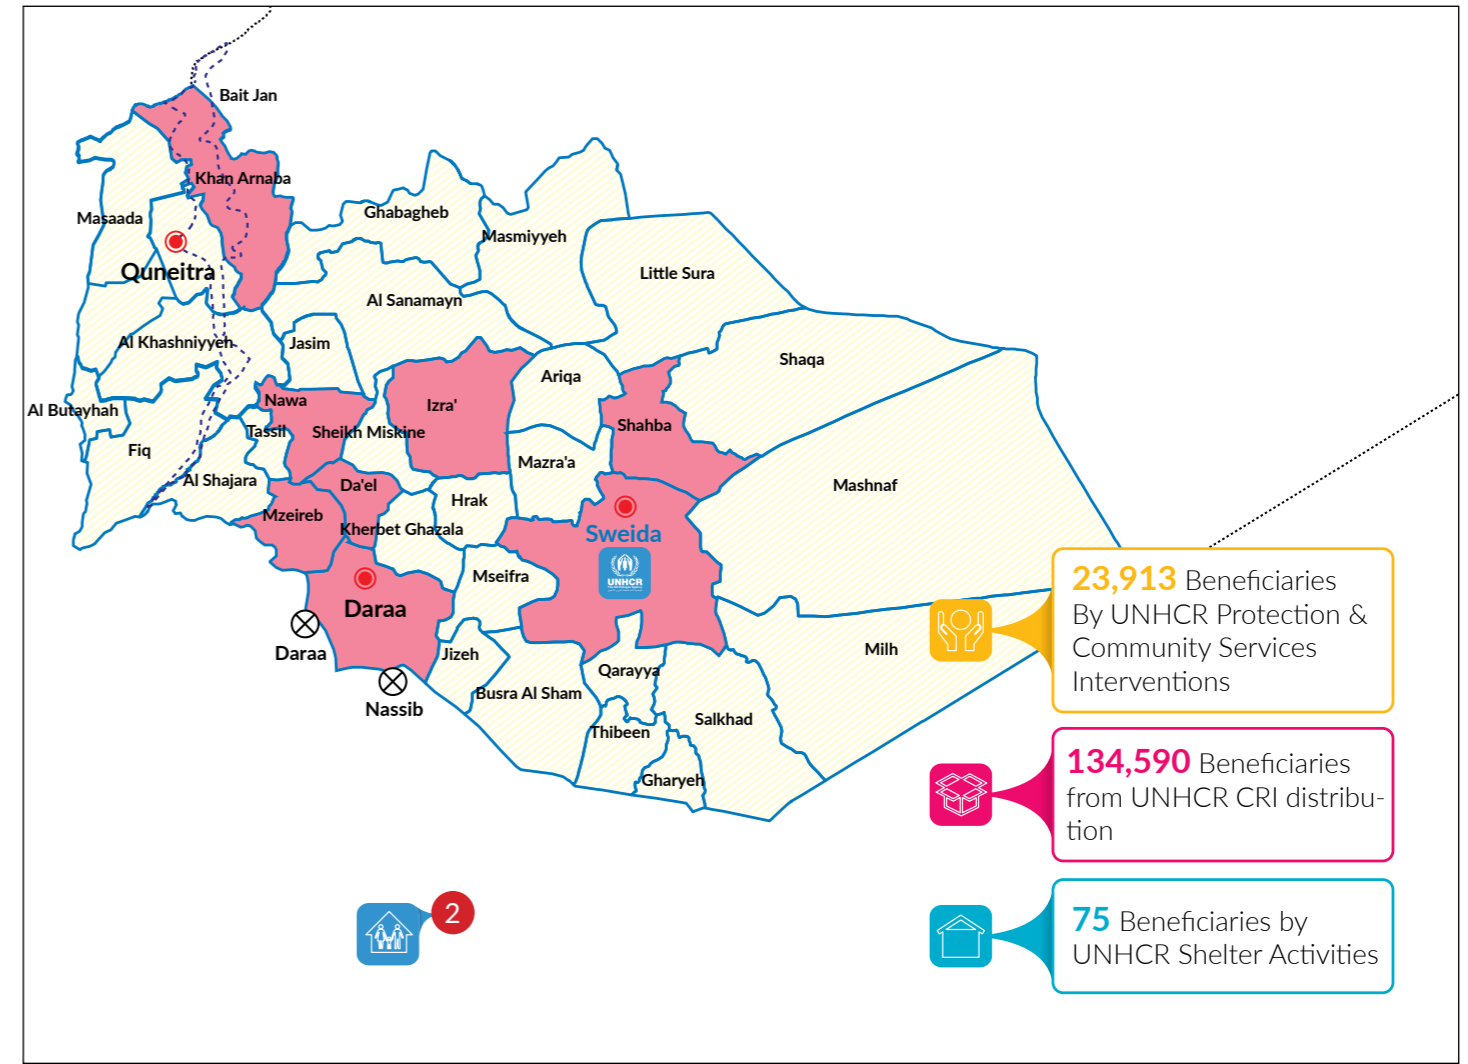 Bait Jan
Khan Arnaba
Masaada
Ghabagheb
Masmiyyeh
Quneitra
Little Sura
Al Sanamayn
Al Khashniyyeh
Jasim
Shaqa
Ariqa
Al Butayhah
Nawa
Izra'
Tassil
Sheikh Miskine
Shahba
Fiq
Mazra'a
Al Shajara
Da'el
Mashnaf
Hrak
Mzeireb
Kherbet Ghazala
Sweida
UNHCR
Mseifra
Daraa
Daraa
Jizeh
Milh
Qarayya
Busra Al Sham
Nassib
Salkhad
Thibeen
Gharyeh
23,913 Beneficiaries
By UNHCR Protection &
Community Services
Interventions
134,590 Beneficiaries
from UNHCR CRI distribu-
tion
2
75 Beneficiaries by
UNHCR Shelter Activities